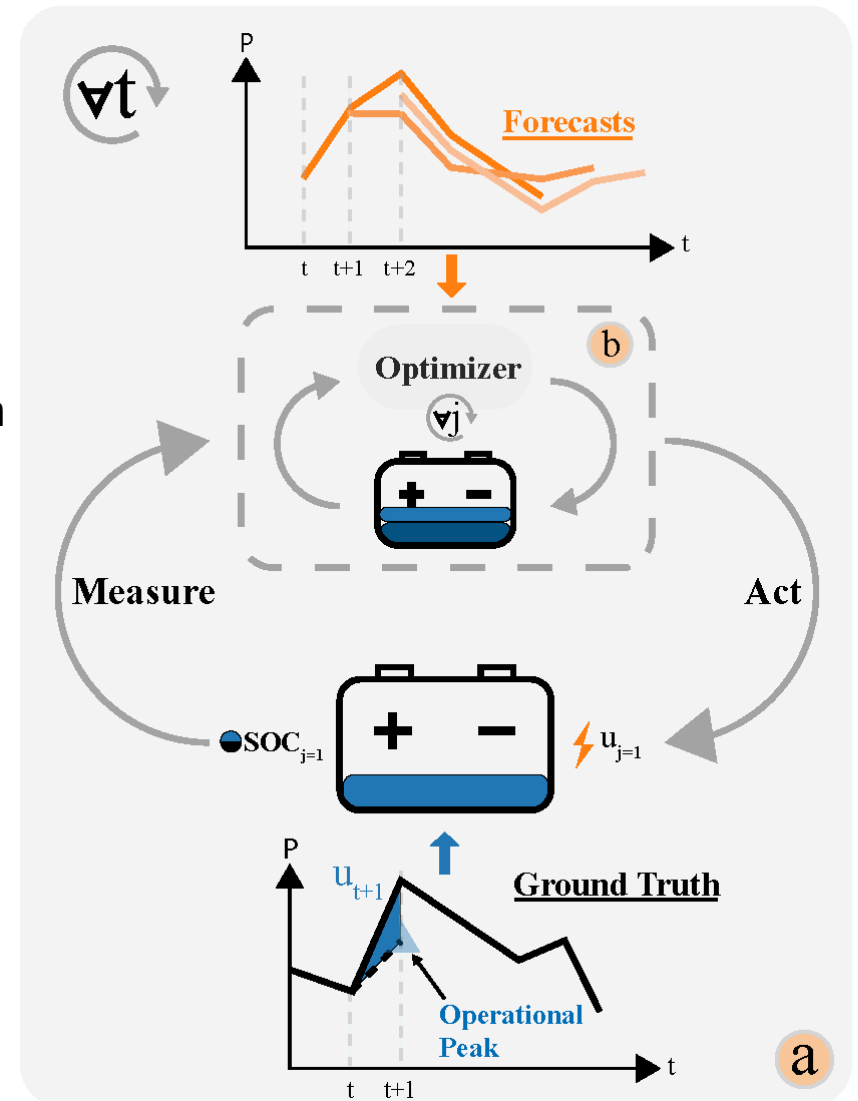 P
∀t
Forecasts
t
t t+1 t+2
b
Optimizer
∀j
+ −
Measure
Act
+ −
SOCj=1
uj=1
P
ut+1
Ground Truth
Operational
Peak
t
t t+1
a